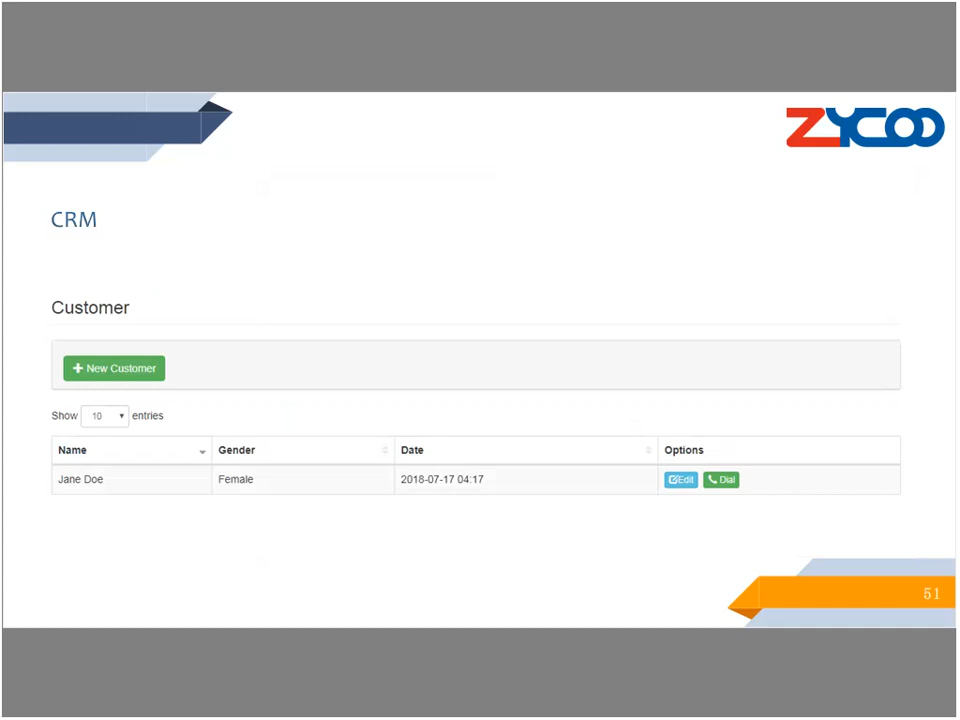 ZYCOO
CRM
Customer
New Customer
Show 10 entries
Name Gender Date Options
Jane Doe Female 2018-07-17 04:17 Edit Dial
51